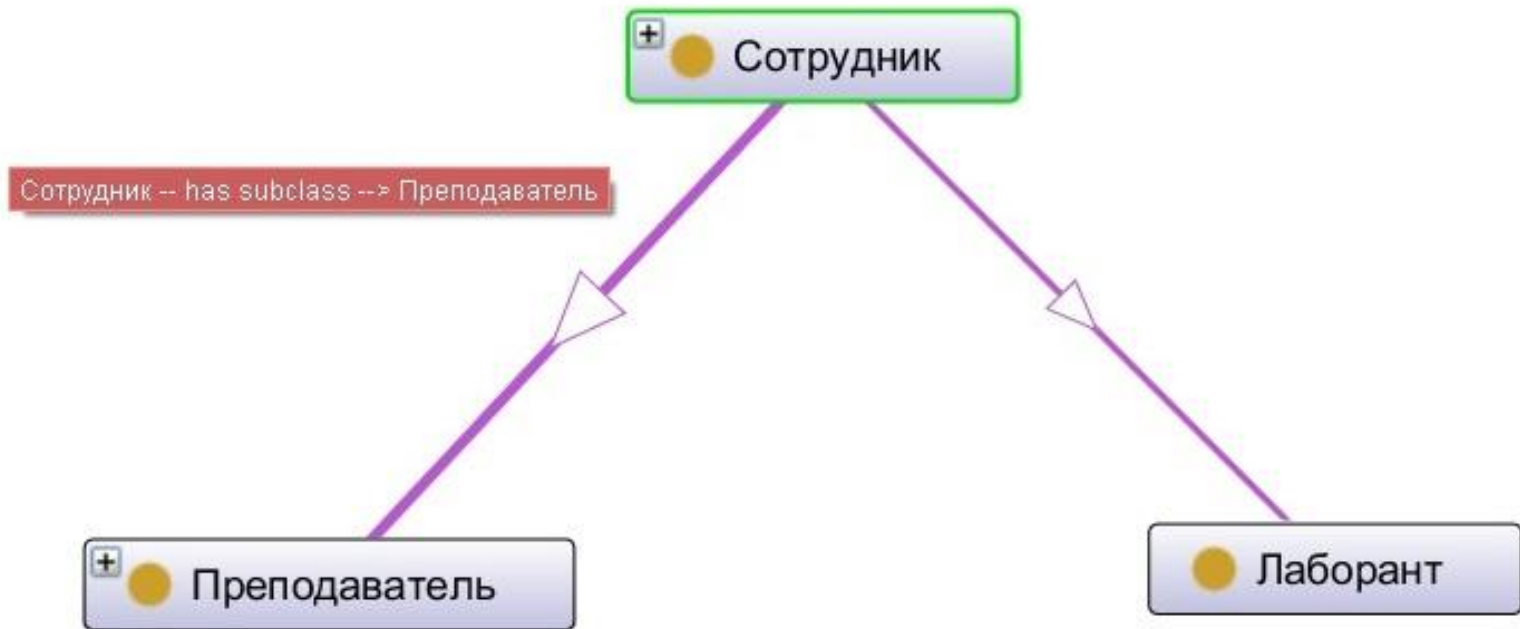 Сотрудник
Сотрудник -- has subclass --> Преподаватель
Преподаватель
Лаборант